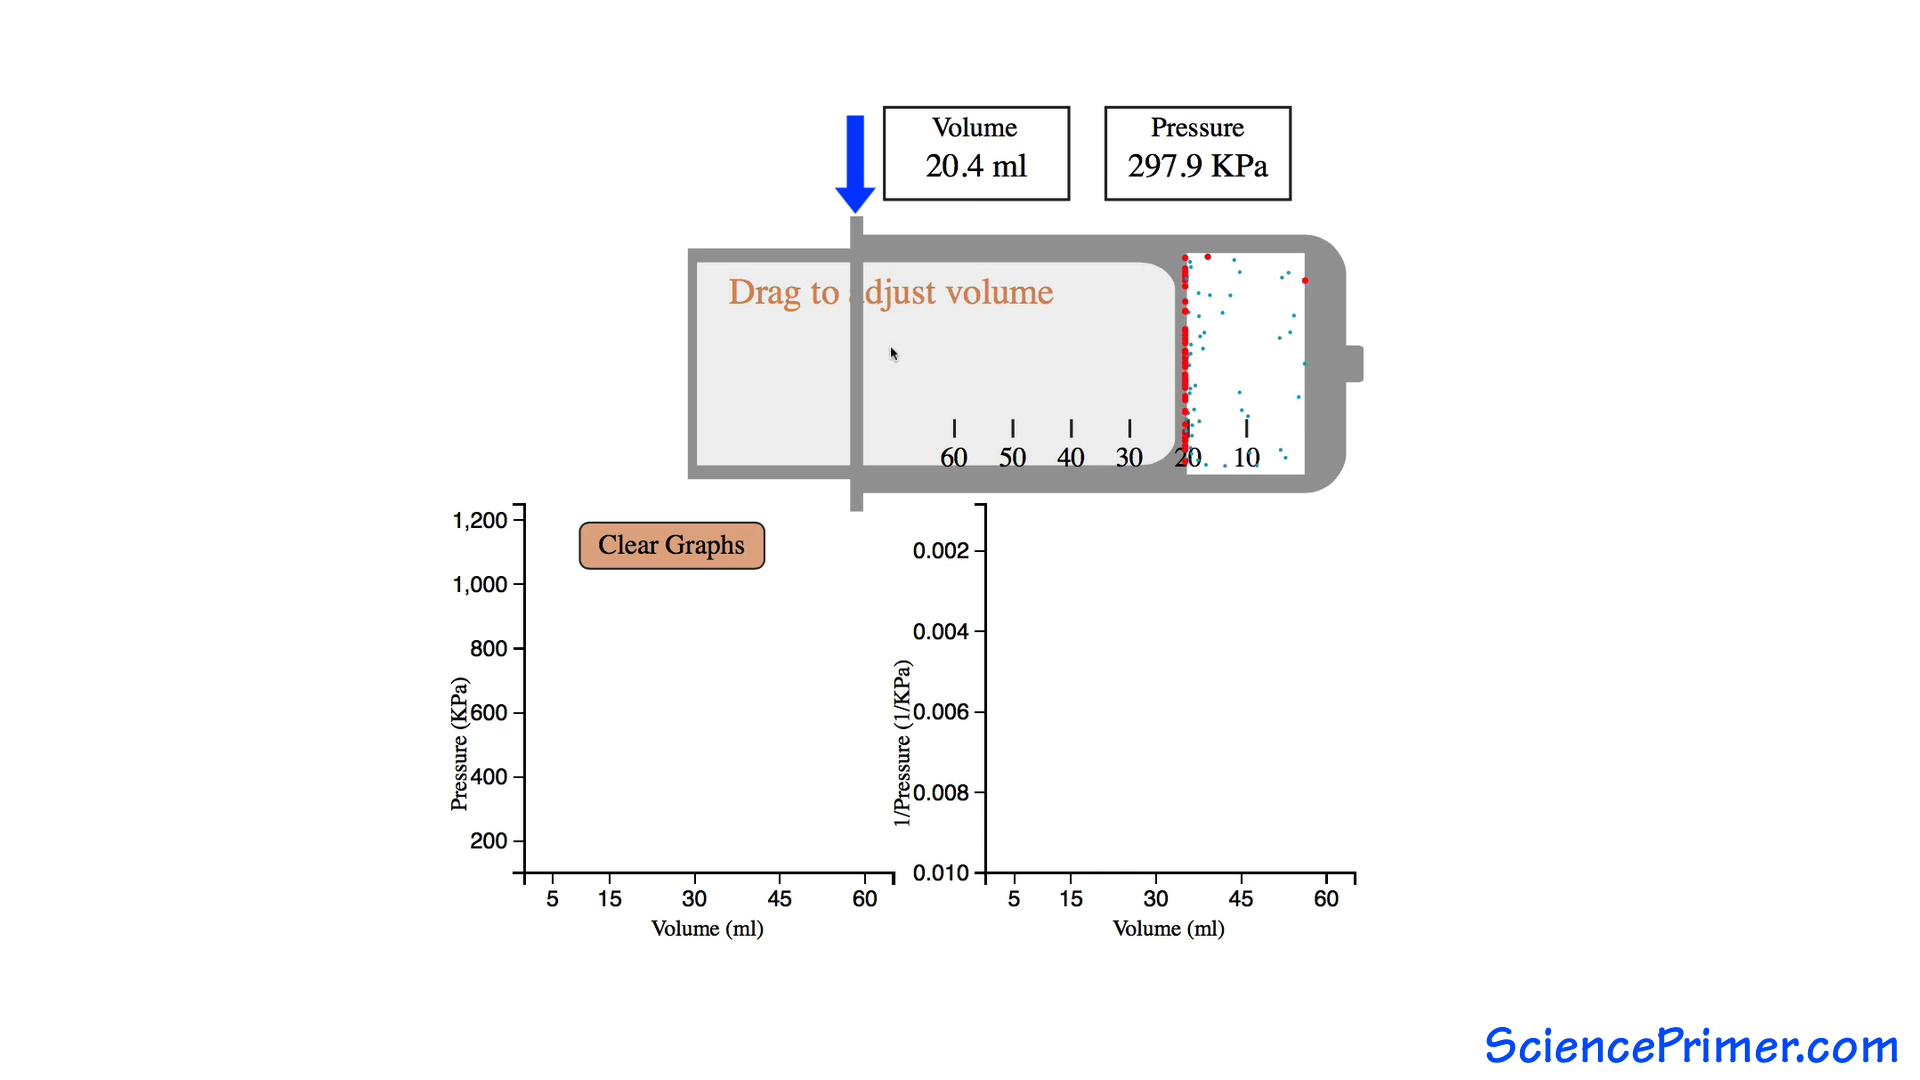 Volume
20.4 ml
Pressure
297.9 KPa
Drag to adjust volume
60 50 40 30 20 10
Clear Graphs
1,200
1,000
800
600
400
200
Pressure (KPa)
5 15 30 45 60
Volume (ml)
0.002
0.004
0.006
0.008
0.010
1/Pressure (1/KPa)
5 15 30 45 60
Volume (ml)
SciencePrimer.com